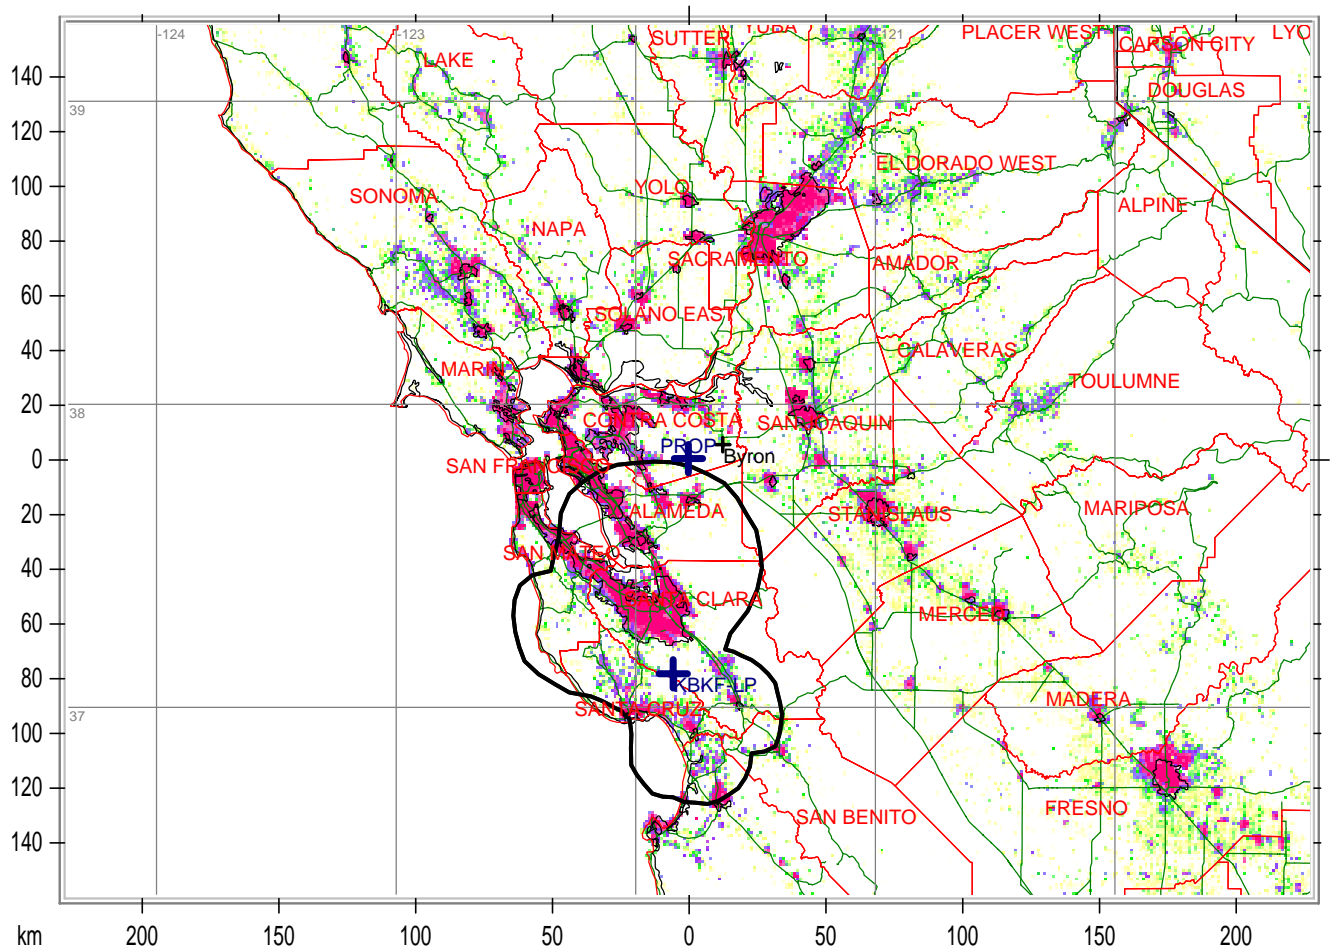 -124
-123
-121
YUBA
SUTTER
PLACER WEST
CARSON CITY
LYO
LAKE
DOUGLAS
140
39
120
EL DORADO WEST
100
SONOMA
YOLO
ALPINE
NAPA
80
SACRAMENTO
AMADOR
60
SOLANO EAST
40
CALAVERAS
MARIN
TOULUMNE
20
38
CONTRA COSTA
SAN JOAQUIN
PROP
Byron
0
SAN FRANCISCO
20
ALAMEDA
STANISLAUS
MARIPOSA
SAN MATEO
40
SANTA CLARA
60
MERCED
80
KBKF-LP
MADERA
SANTA CRUZ
37
100
120
FRESNO
SAN BENITO
140
km
200
150
100
50
0
50
100
150
200